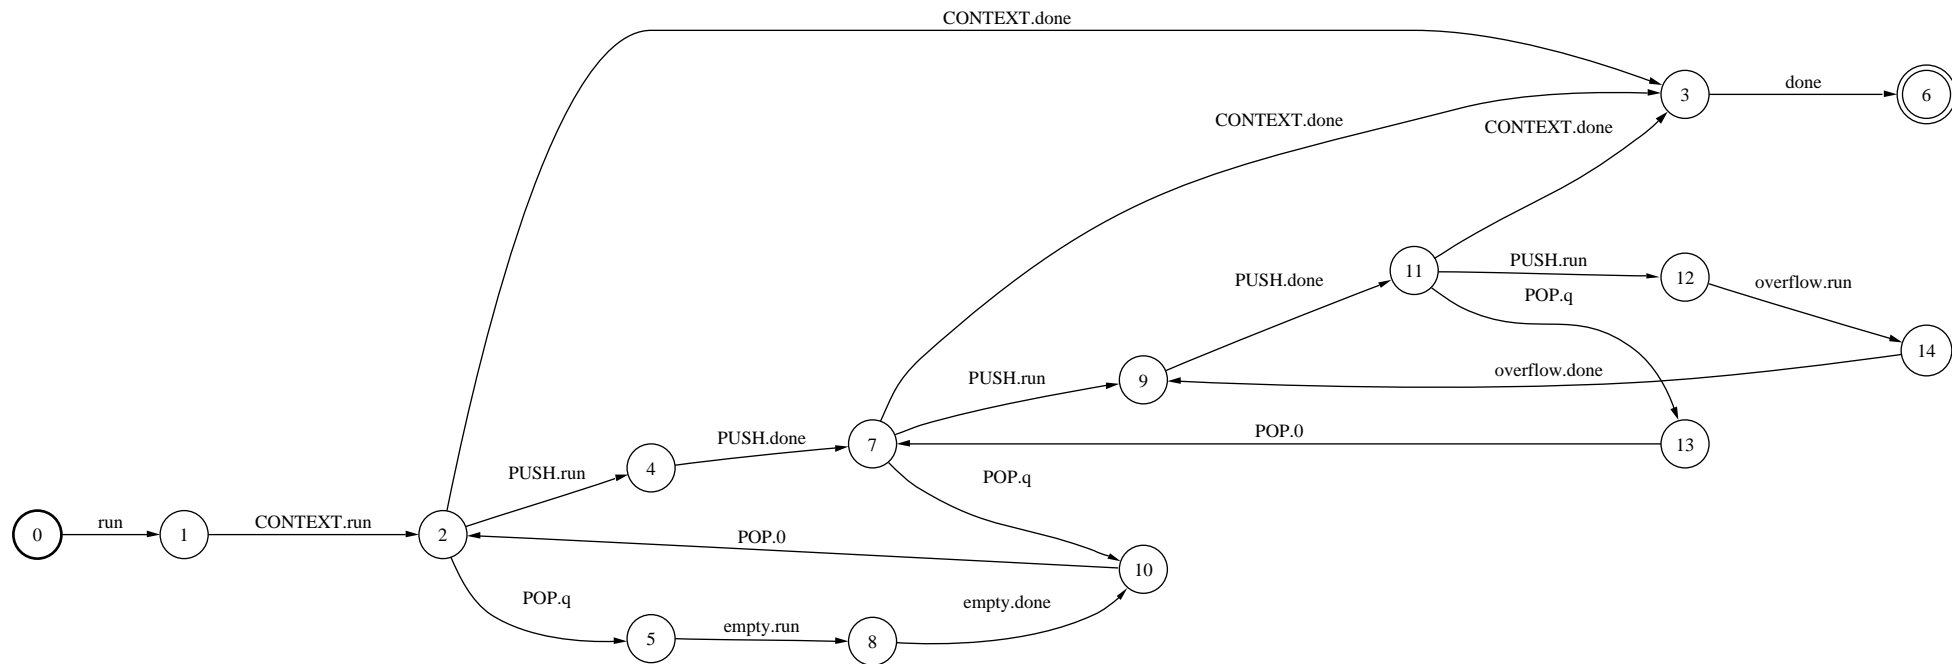 CONTEXT.done
done
3
6
CONTEXT.done
CONTEXT.done
PUSH.run
11
12
overflow.run
PUSH.done
POP.q
14
PUSH.run
9
overflow.done
PUSH.done
7
POP.0
13
PUSH.run
4
POP.q
run
CONTEXT.run
0
1
2
POP.0
10
POP.q
empty.done
empty.run
5
8